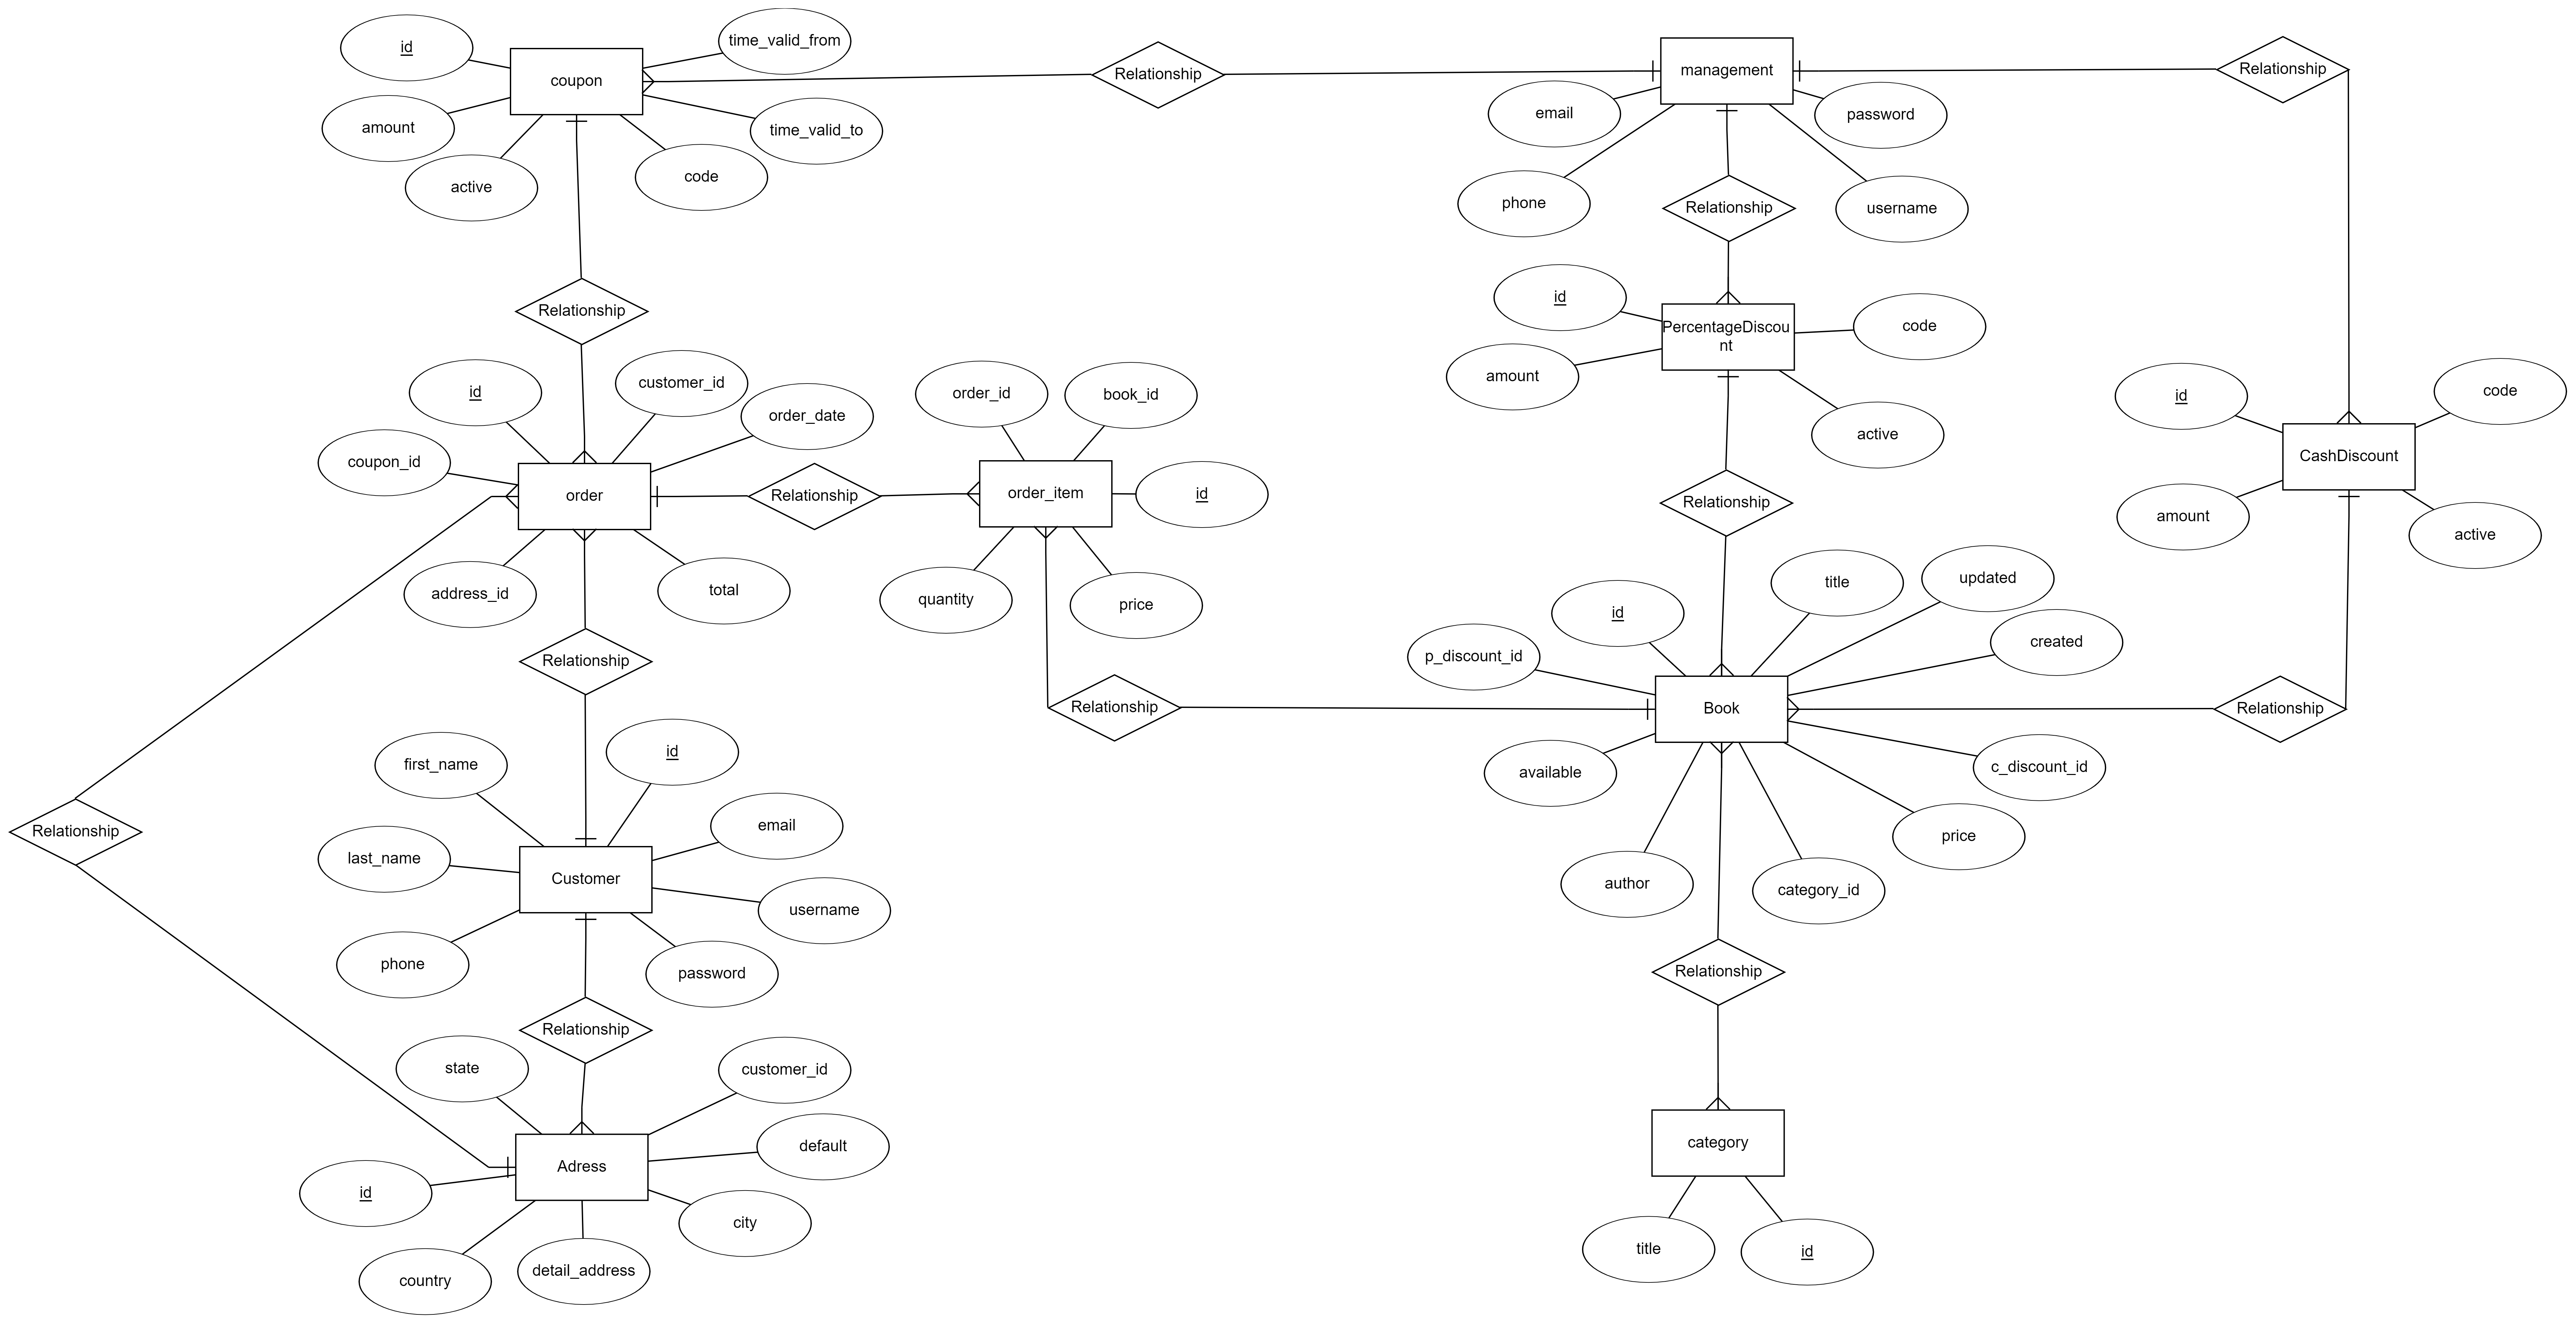 id
time_valid_from
coupon
amount
time_valid_to
active
code
Relationship
management
Relationship
email
password
phone
username
Relationship
Relationship
id
PercentageDiscou
nt
code
amount
active
id
code
CashDiscount
amount
active
id
customer_id
order_date
coupon_id
order
address_id
total
Relationship
order_id
book_id
order_item
id
quantity
price
Relationship
id
title
updated
created
p_discount_id
Book
Relationship
Relationship
available
c_discount_id
price
author
category_id
Relationship
first_name
id
email
last_name
Customer
username
phone
password
Relationship
Relationship
Relationship
state
customer_id
default
Adress
id
city
country
detail_address
category
title
id